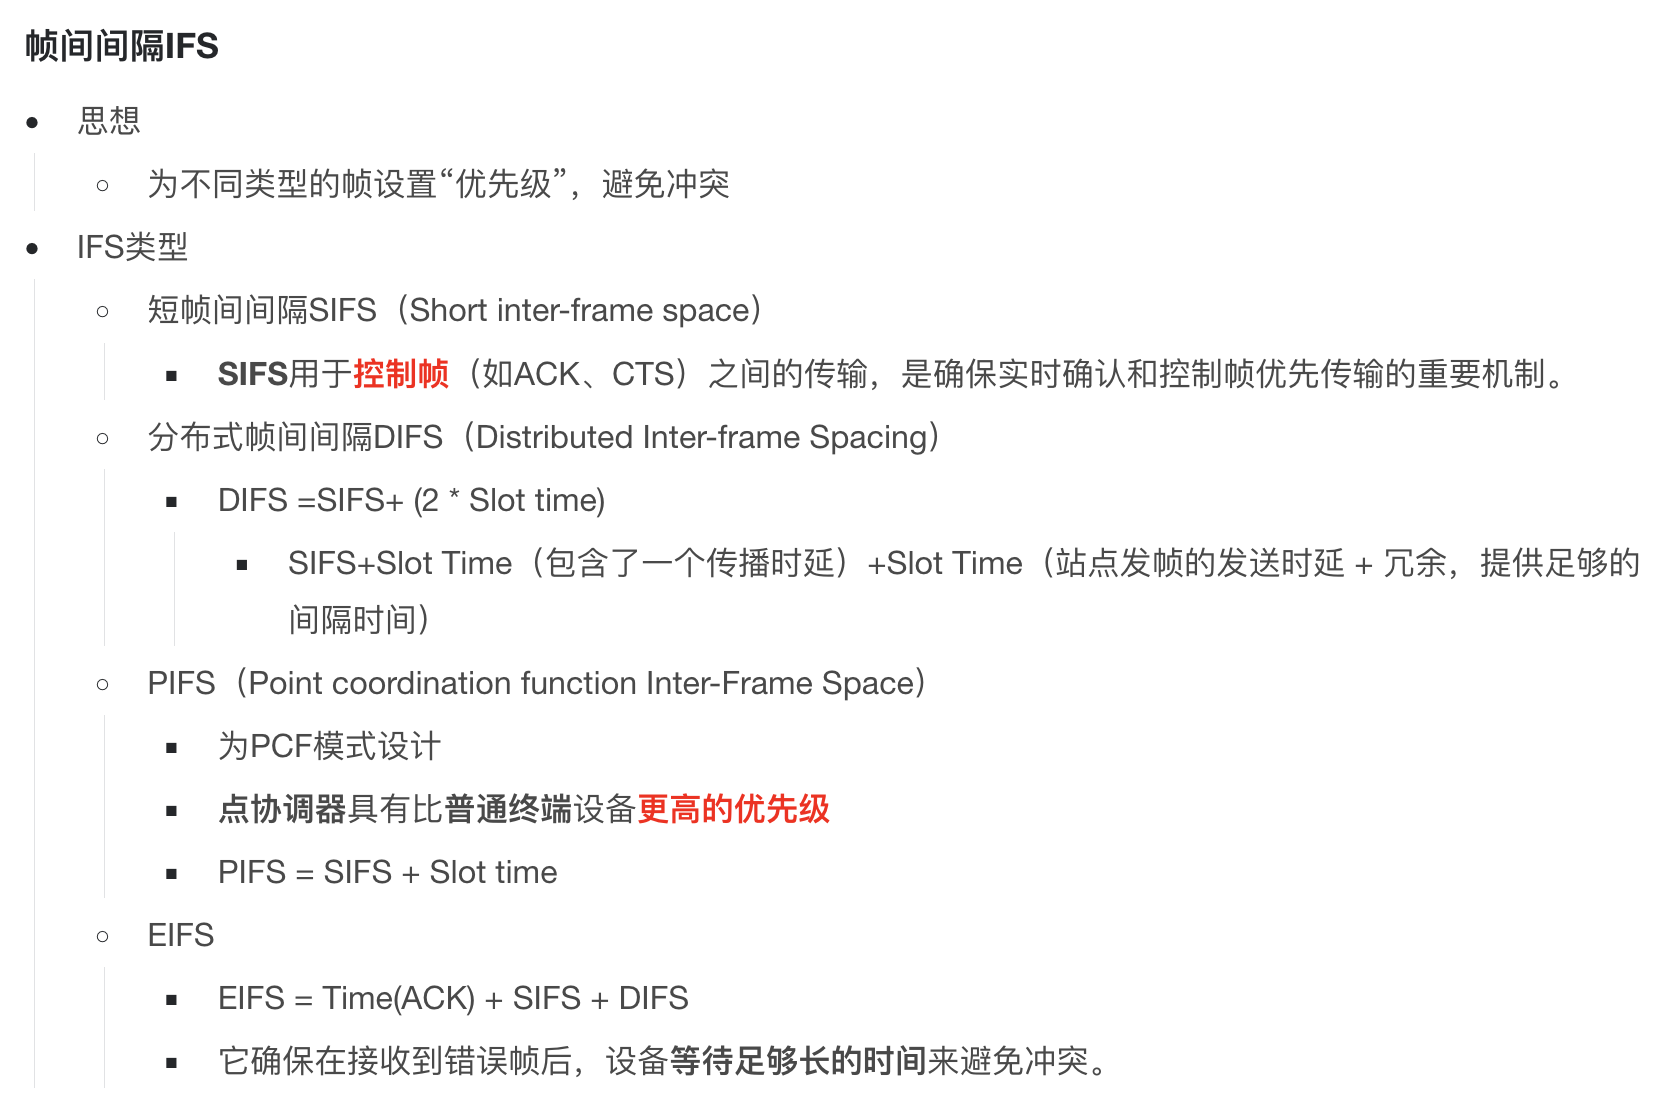 帧间间隔IFS
思想
为不同类型的帧设置“优先级”，避免冲突
IFS类型
短帧间间隔SIFS（Short inter-frame space）
SIFS用于控制帧（如ACK、CTS）之间的传输，是确保实时确认和控制帧优先传输的重要机制。
分布式帧间间隔DIFS（Distributed Inter-frame Spacing）
DIFS =SIFS+ (2 * Slot time)
SIFS+Slot Time（包含了一个传播时延）+Slot Time（站点发帧的发送时延 + 冗余，提供足够的
间隔时间）
PIFS（Point coordination function Inter-Frame Space）
为PCF模式设计
点协调器具有比普通终端设备更高的优先级
PIFS = SIFS + Slot time
EIFS
EIFS = Time(ACK) + SIFS + DIFS
它确保在接收到错误帧后，设备等待足够长的时间来避免冲突。